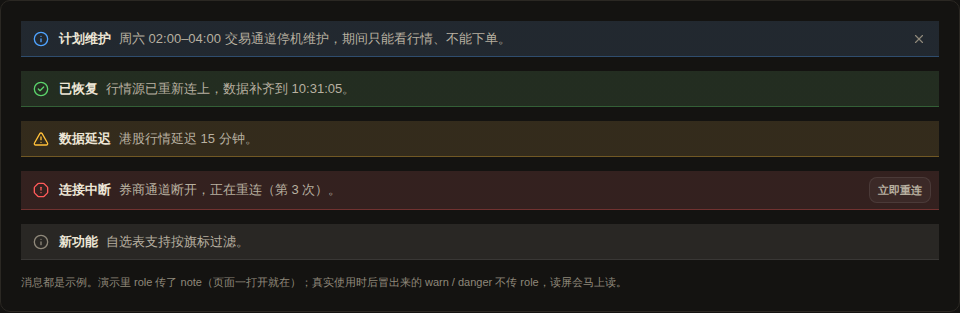 计划维护 周六 02:00–04:00 交易通道停机维护，期间只能看行情、不能下单。
已恢复 行情源已重新连上，数据补齐到 10:31:05。
数据延迟 港股行情延迟 15 分钟。
连接中断 券商通道断开，正在重连（第 3 次）。 立即重连
新功能 自选表支持按旗标过滤。
消息都是示例。演示里 role 传了 note（页面一打开就在）；真实使用时后冒出来的 warn / danger 不传 role，读屏会马上读。